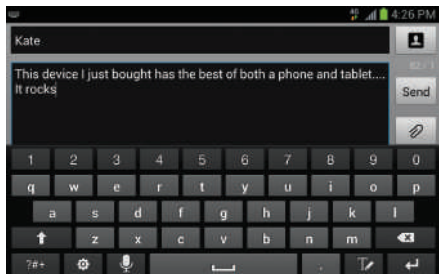 4:26 PM
Kate
This device I just bought has the best of both a phone and tablet....
It rocks
Send
1 2 3 4 5 6 7 8 9 0
q w e r t y u i o p
a s d f g h j k l
z x c v b n m
?#+ . T